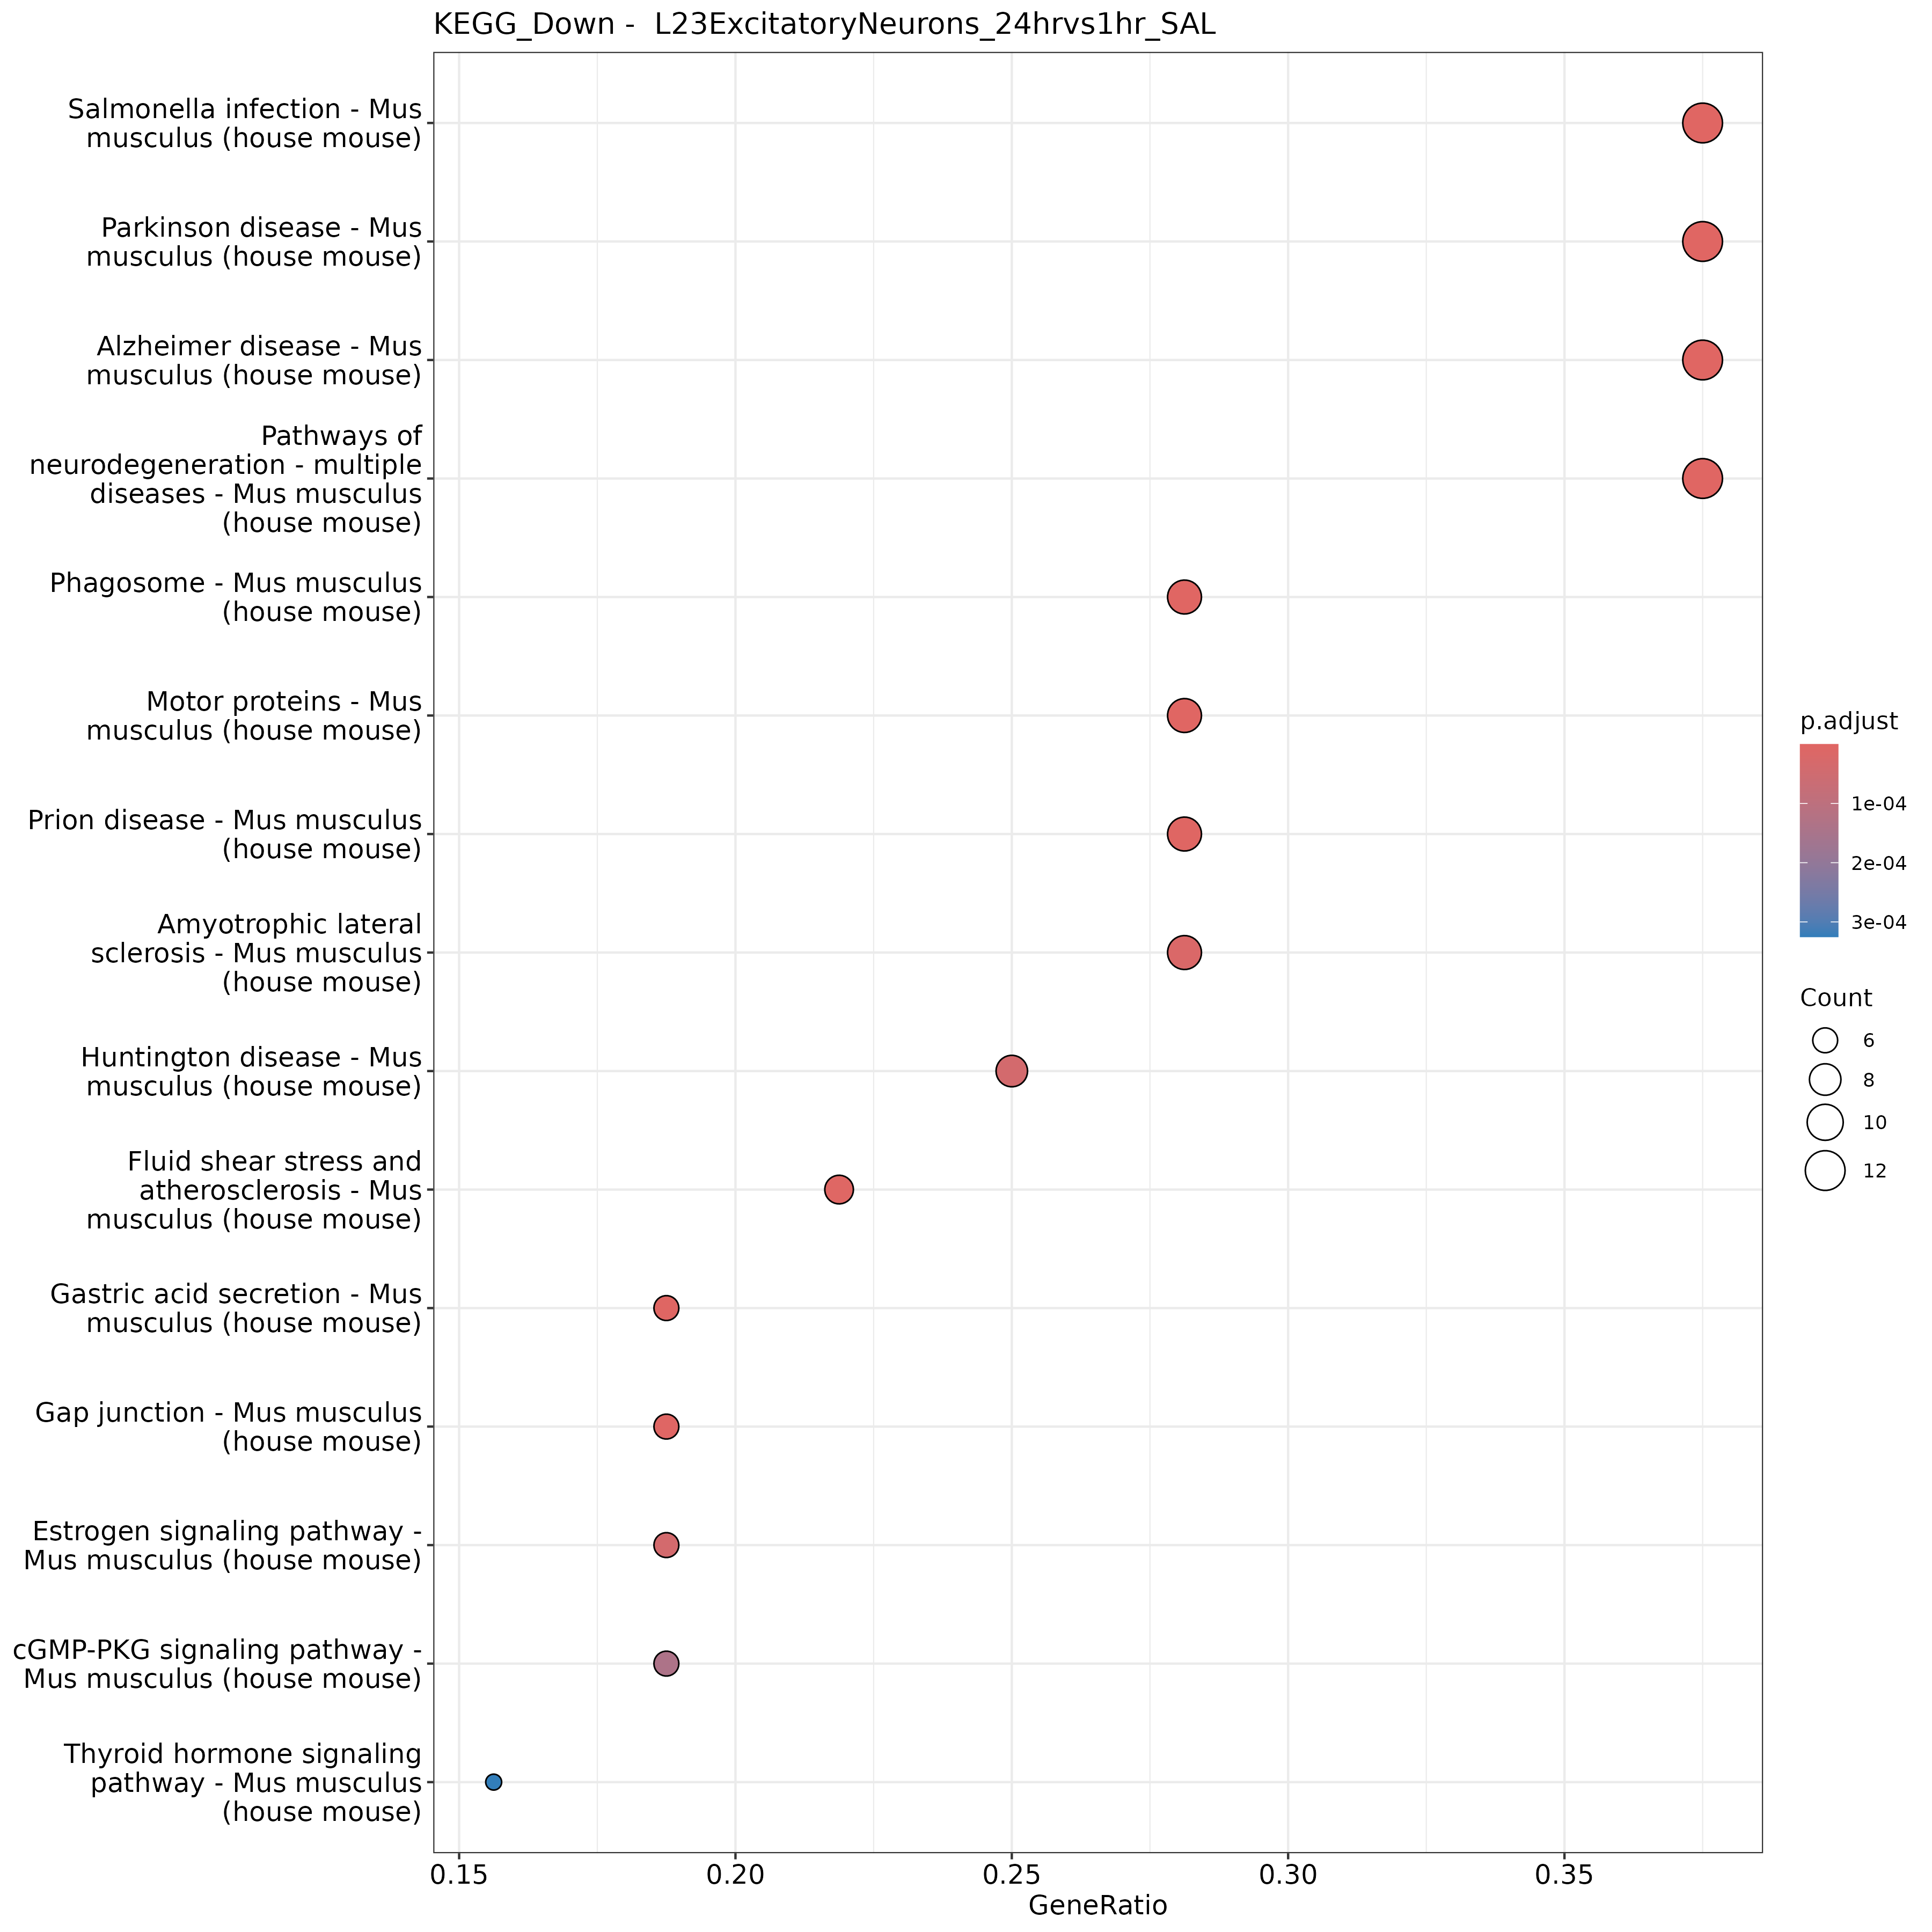 KEGG_Down -  L23ExcitatoryNeurons_24hrvs1hr_SAL
Salmonella infection - Mus
musculus (house mouse)
Parkinson disease - Mus
musculus (house mouse)
Alzheimer disease - Mus
musculus (house mouse)
Pathways of
neurodegeneration - multiple
diseases - Mus musculus
(house mouse)
Phagosome - Mus musculus
(house mouse)
Motor proteins - Mus
musculus (house mouse)
Prion disease - Mus musculus
(house mouse)
Amyotrophic lateral
sclerosis - Mus musculus
(house mouse)
Huntington disease - Mus
musculus (house mouse)
Fluid shear stress and
atherosclerosis - Mus
musculus (house mouse)
Gastric acid secretion - Mus
musculus (house mouse)
Gap junction - Mus musculus
(house mouse)
Estrogen signaling pathway -
Mus musculus (house mouse)
cGMP-PKG signaling pathway -
Mus musculus (house mouse)
Thyroid hormone signaling
pathway - Mus musculus
(house mouse)
0.15 0.20 0.25 0.30 0.35
GeneRatio
p.adjust
1e-04
2e-04
3e-04
Count
6
8
10
12